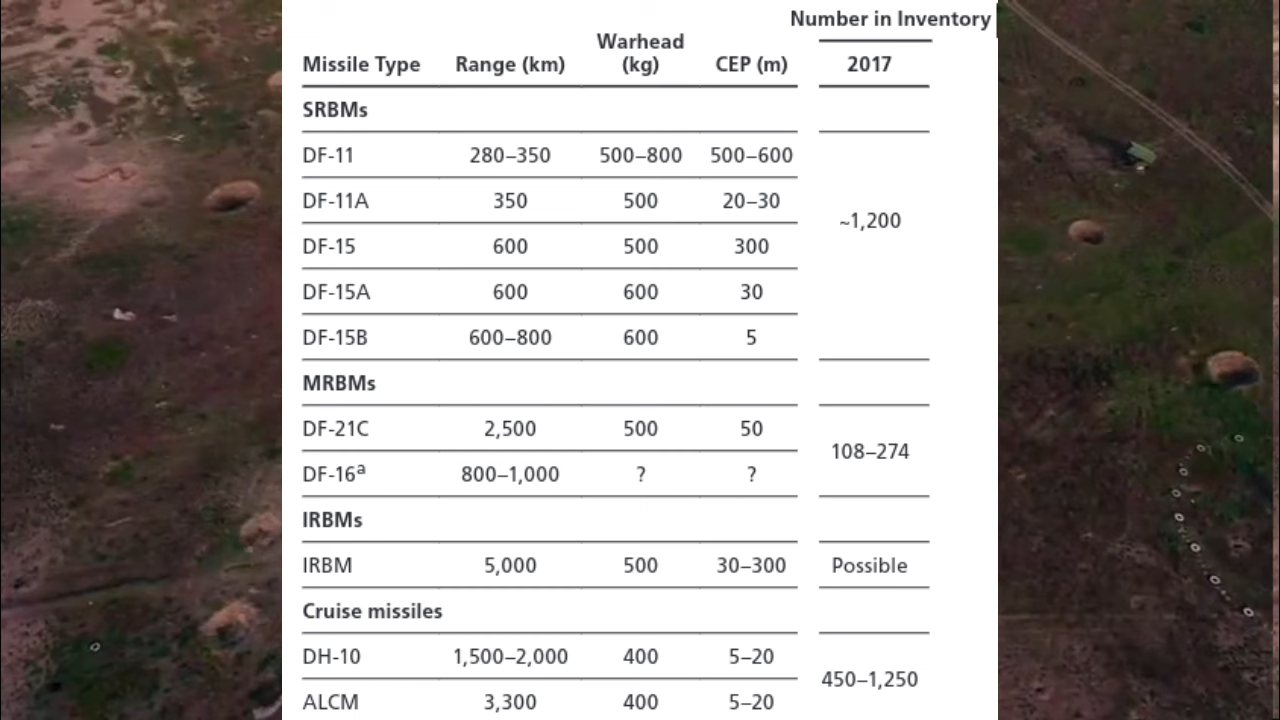 Number in Inventory
Missile Type Range (km) Warhead (kg) CEP (m) 2017
SRBMs
DF-11 280–350 500–800 500–600
DF-11A 350 500 20–30
~1,200
DF-15 600 500 300
DF-15A 600 600 30
DF-15B 600–800 600 5
MRBMs
DF-21C 2,500 500 50
108–274
DF-16a 800–1,000 ? ?
IRBMs
IRBM 5,000 500 30–300 Possible
Cruise missiles
DH-10 1,500–2,000 400 5–20
450–1,250
ALCM 3,300 400 5–20